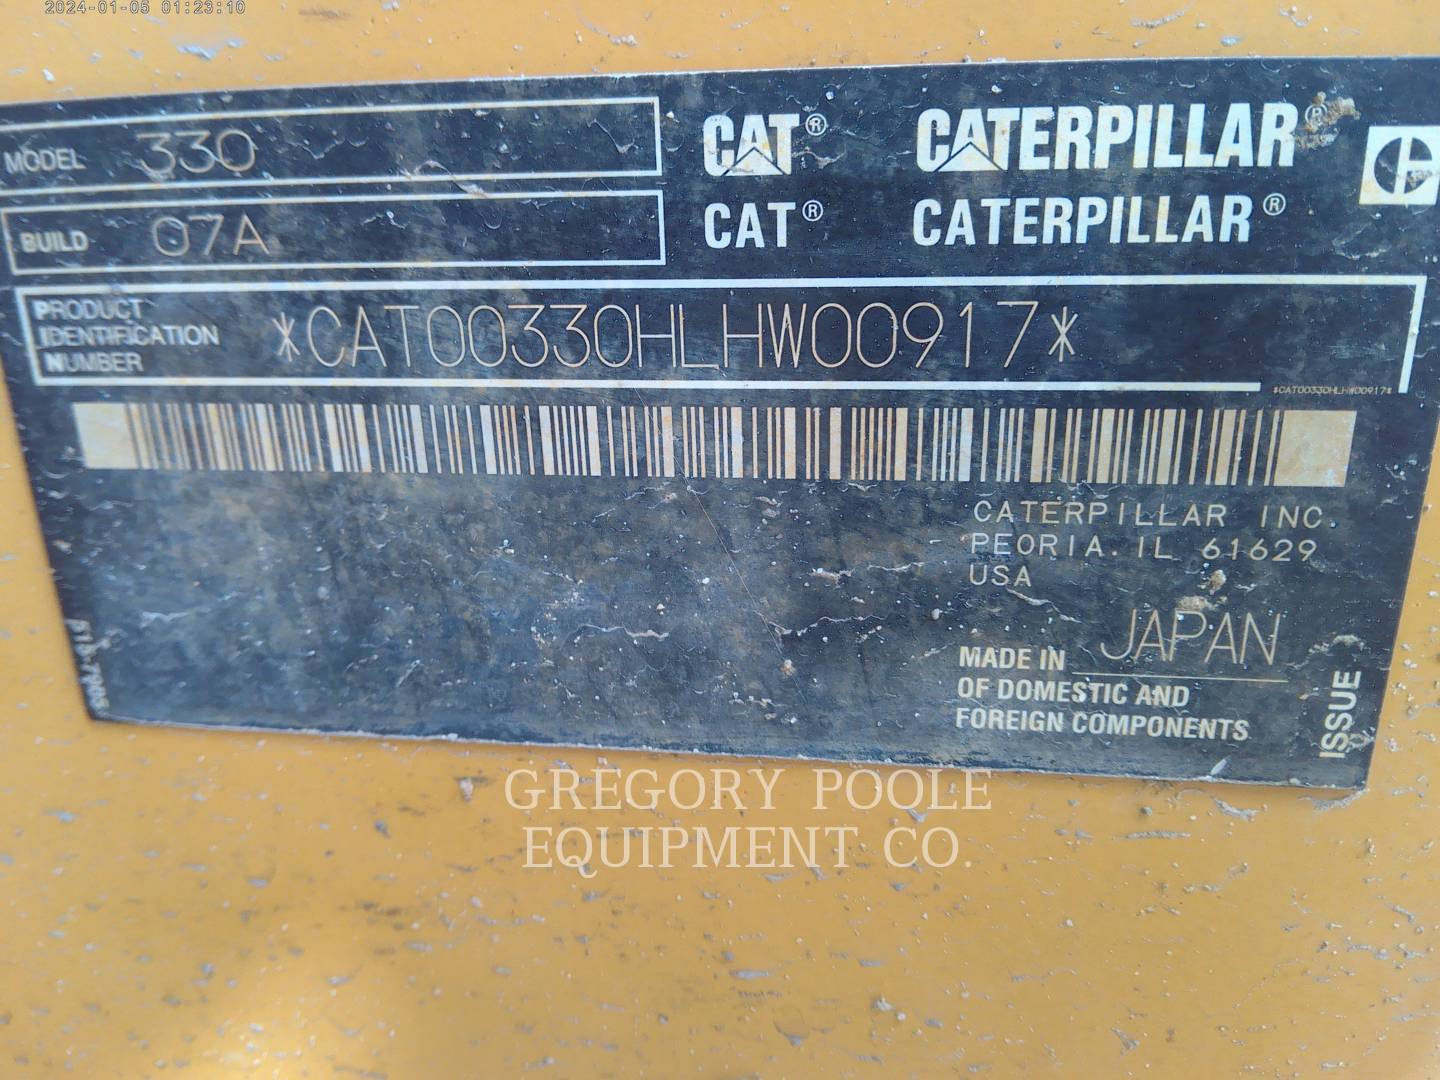 2024-01-05 01:23:10
MODEL 330
BUILD 07A
CAT® CATERPILLAR®
CAT® CATERPILLAR®
PRODUCT
IDENTIFICATION
NUMBER
*CAT00330HLHW00917*
*CAT00330HLHW00917*
CATERPILLAR INC
PEORIA. IL 61629
USA
MADE IN JAPAN
OF DOMESTIC AND
FOREIGN COMPONENTS
ISSUE
GREGORY POOLE
EQUIPMENT CO.